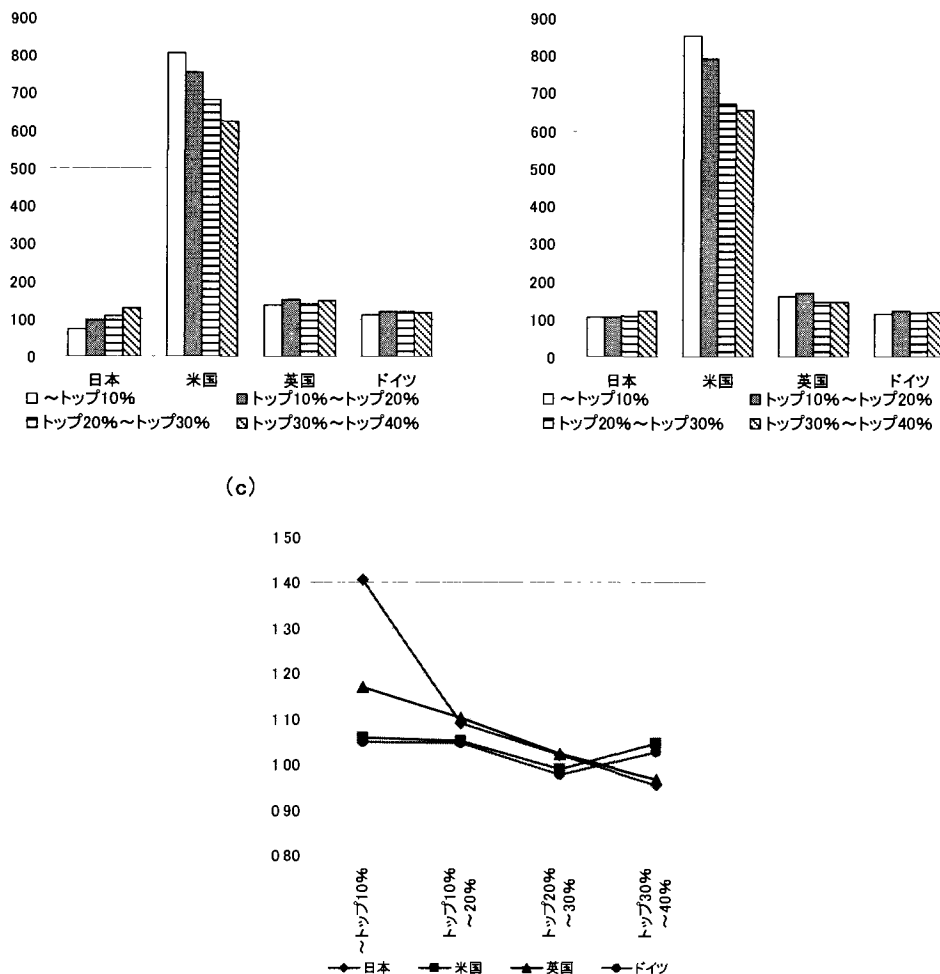 900
800
700
600
500
400
300
200
100
0
日本 米国 英国 ドイツ
～トップ10% トップ10%～トップ20%
トップ20%～トップ30% トップ30%～トップ40%
900
800
700
600
500
400
300
200
100
0
日本 米国 英国 ドイツ
～トップ10% トップ10%～トップ20%
トップ20%～トップ30% トップ30%～トップ40%
(c)
1 50
1 40
1 30
1 20
1 10
1 00
0 90
0 80
～トップ10%
トップ10%
～20%
トップ20%
～30%
トップ30%
～40%
日本 米国 英国 ドイツ